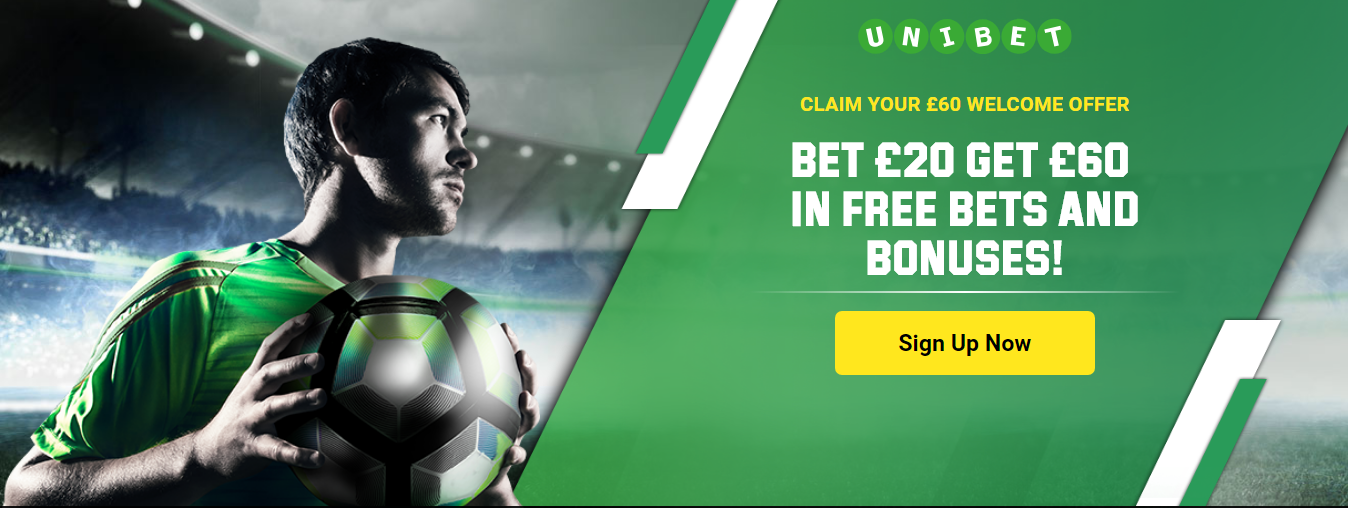 UNIBET
CLAIM YOUR £60 WELCOME OFFER
BET £20 GET £60
IN FREE BETS AND
BONUSES!
Sign Up Now